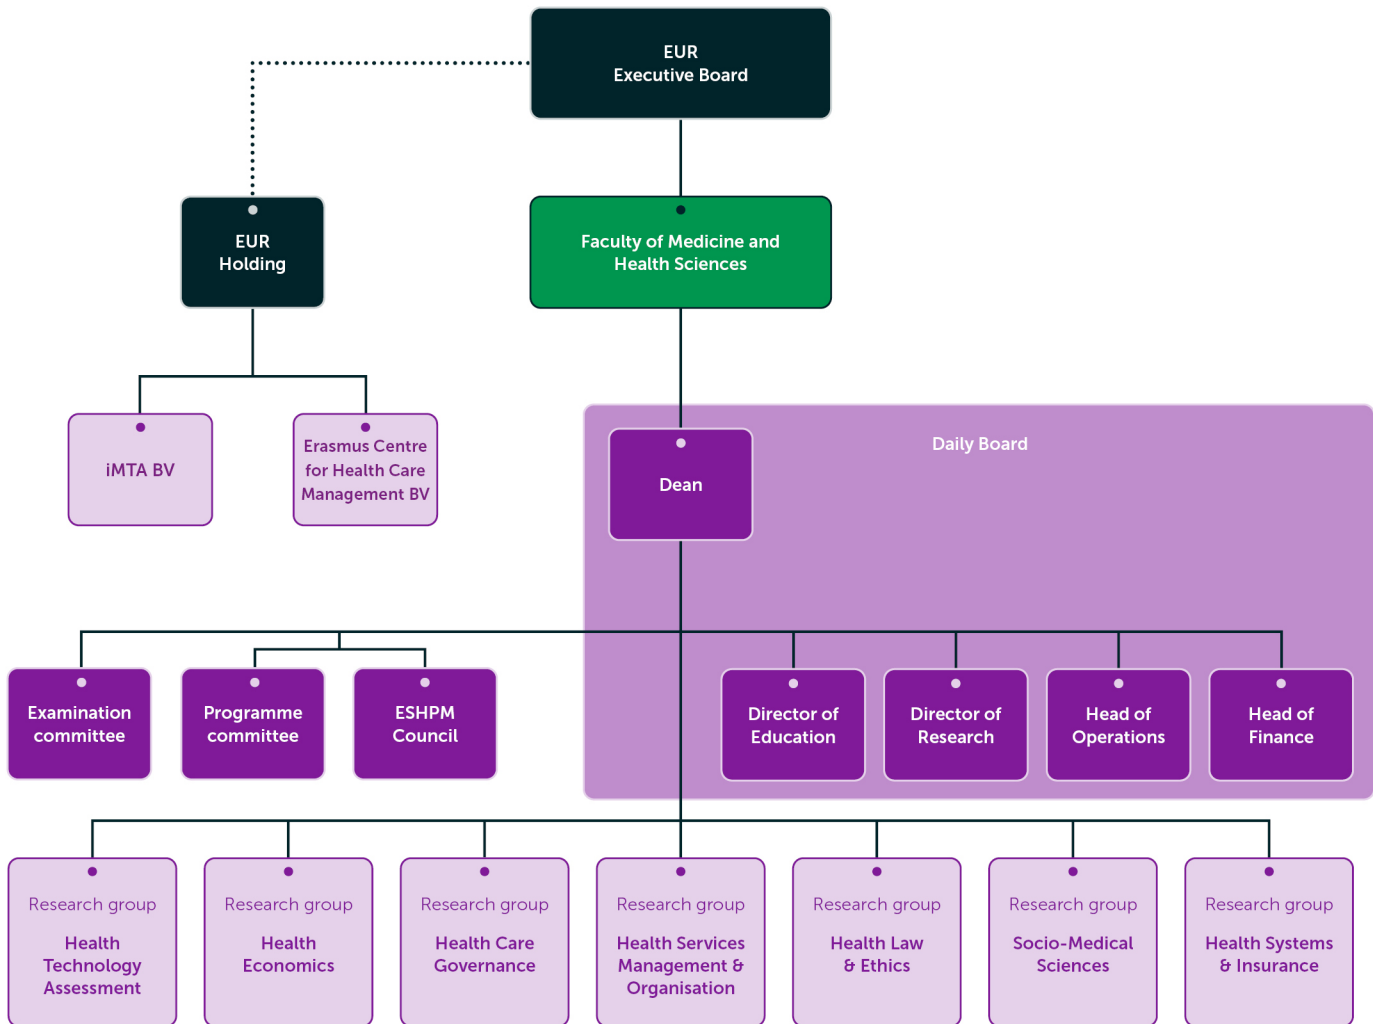 EUR
Executive Board
EUR
Holding
Faculty of Medicine and
Health Sciences
iMTA BV
Erasmus Centre
for Health Care
Management BV
Daily Board
Dean
Examination
committee
Programme
committee
ESHPM
Council
Director of
Education
Director of
Research
Head of
Operations
Head of
Finance
Research group
Health
Technology
Assessment
Research group
Health
Economics
Research group
Health Care
Governance
Research group
Health Services
Management &
Organisation
Research group
Health Law
& Ethics
Research group
Socio-Medical
Sciences
Research group
Health Systems
& Insurance